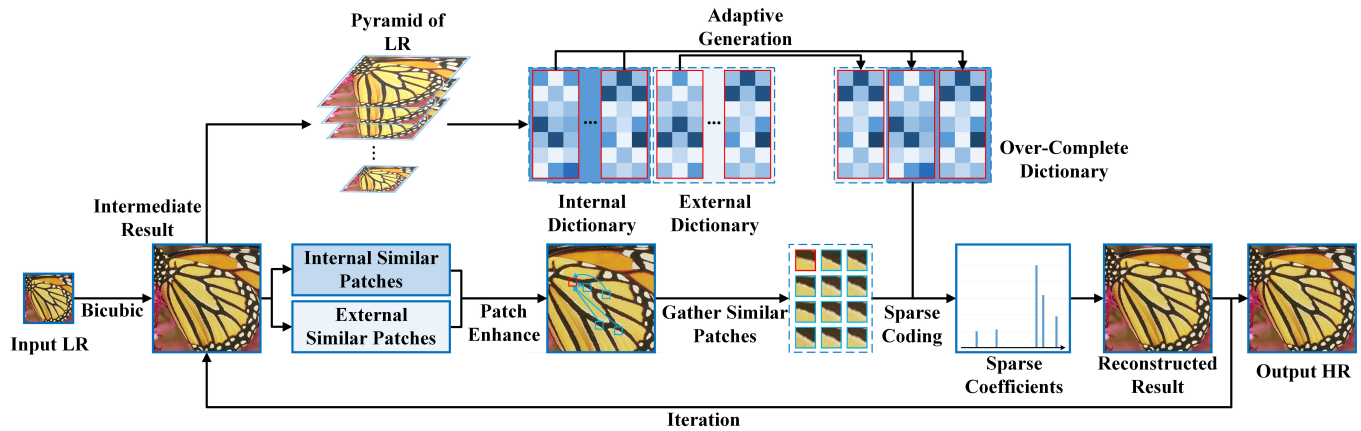 Pyramid of
LR
Adaptive
Generation
...
...
Over-Complete
Dictionary
Internal
Dictionary
External
Dictionary
Intermediate
Result
Internal Similar
Patches
External
Similar Patches
Input LR
Bicubic
Patch
Enhance
Gather Similar
Patches
Sparse
Coding
Sparse
Coefficients
Reconstructed
Result
Output HR
Iteration